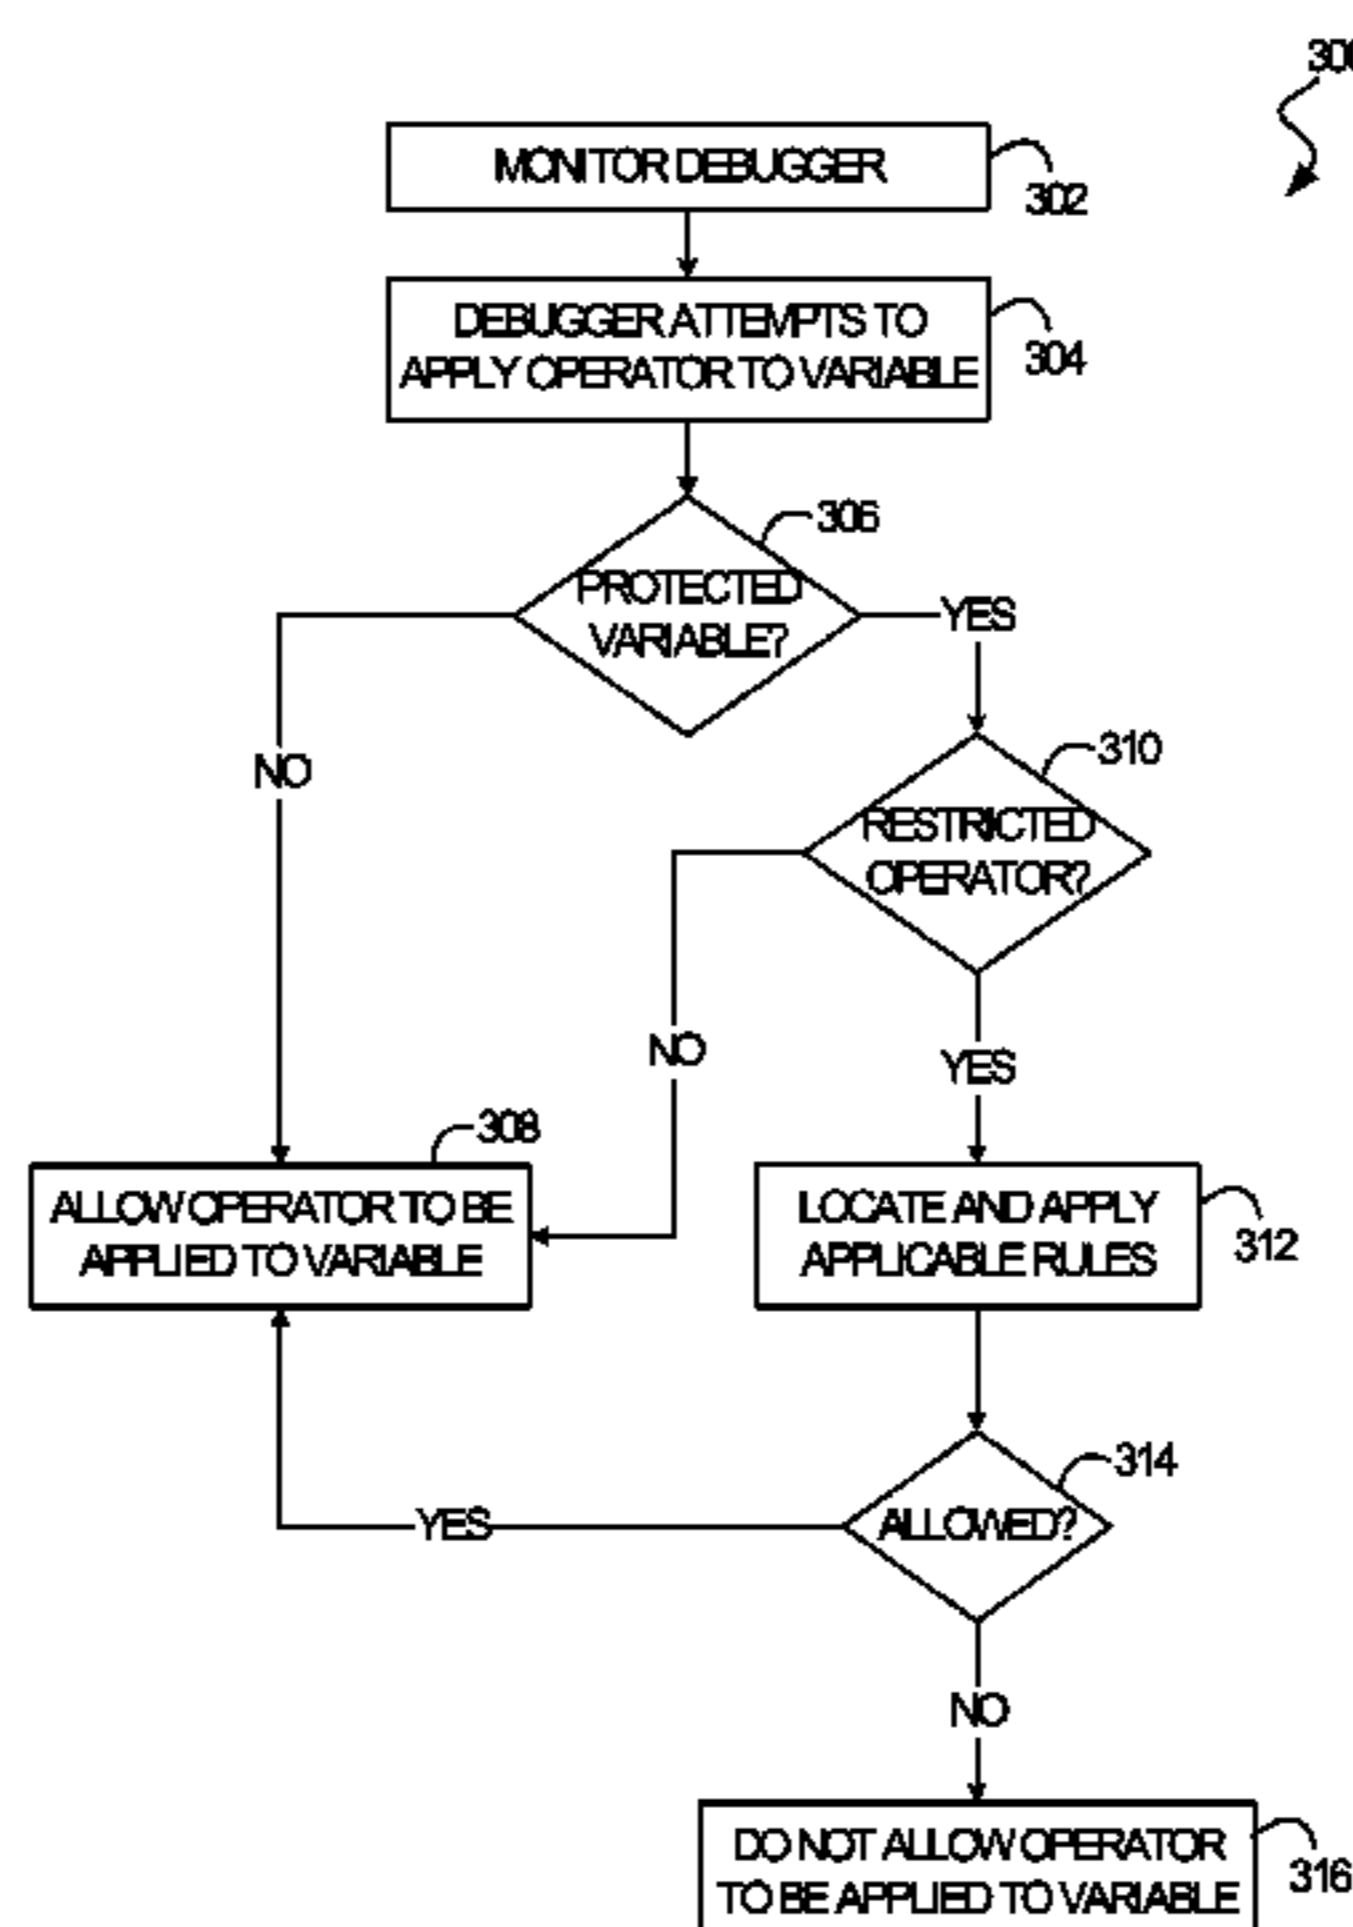 300
MONITOR DEBUGGER
302
DEBUGGER ATTEMPTS TO
APPLY OPERATOR TO VARIABLE
304
306
PROTECTED
VARIABLE?
YES
NO
310
RESTRICTED
OPERATOR?
NO
YES
308
ALLOW OPERATOR TO BE
APPLIED TO VARIABLE
LOCATE AND APPLY
APPLICABLE RULES
312
314
ALLOWED?
YES
NO
DO NOT ALLOW OPERATOR
TO BE APPLIED TO VARIABLE
316